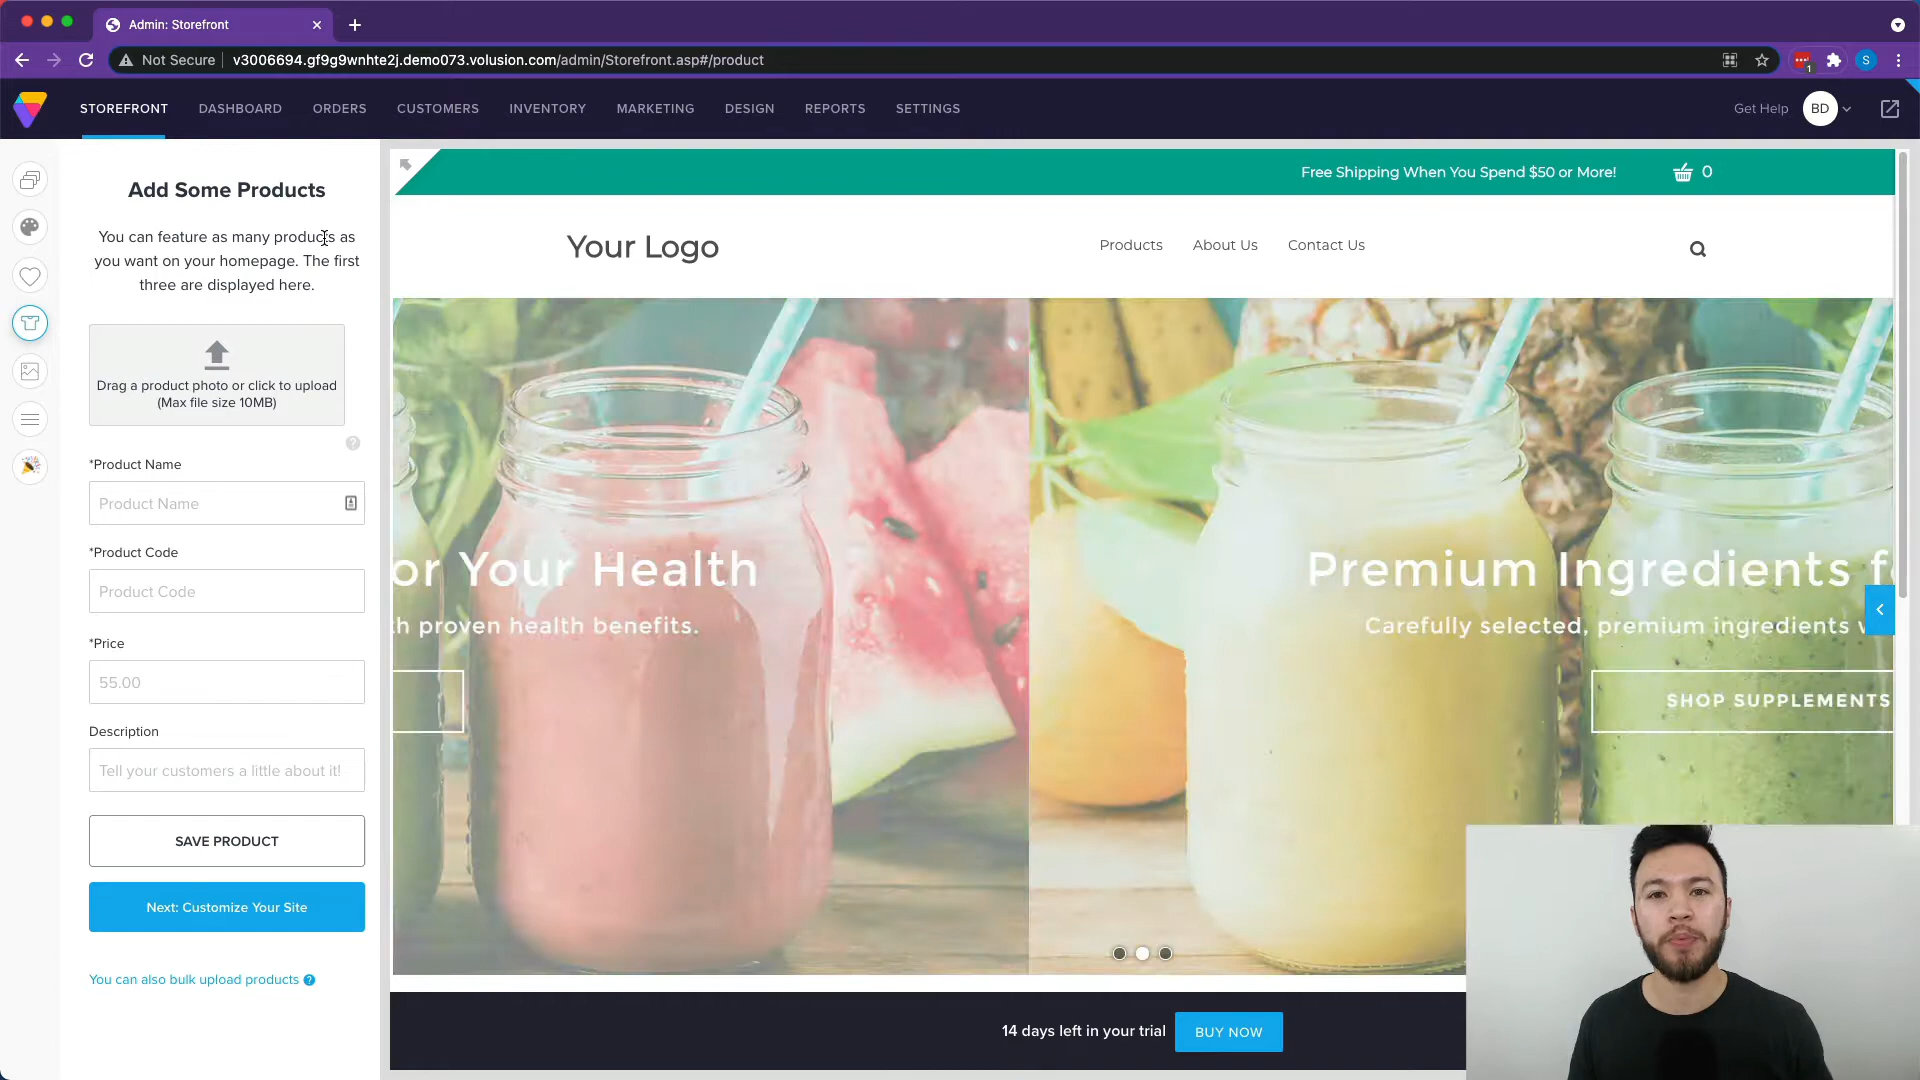 Admin: Storefront
Not Secure
v3006694.gf9g9wnhte2j.demo073.volusion.com/admin/Storefront.asp#/product
S
1
STOREFRONT
DASHBOARD
ORDERS
CUSTOMERS
INVENTORY
MARKETING
DESIGN
REPORTS
SETTINGS
Get Help
BD
Add Some Products
You can feature as many products as
you want on your homepage. The first
three are displayed here.
Drag a product photo or click to upload
(Max file size 10MB)
?
*Product Name
Product Name
*Product Code
Product Code
*Price
55.00
Description
Tell your customers a little about it!
SAVE PRODUCT
Next: Customize Your Site
You can also bulk upload products ?
Free Shipping When You Spend $50 or More!
0
Your Logo
Products
About Us
Contact Us
or Your Health
h proven health benefits.
Premium Ingredients f
Carefully selected, premium ingredients
SHOP SUPPLEMENTS
14 days left in your trial
BUY NOW